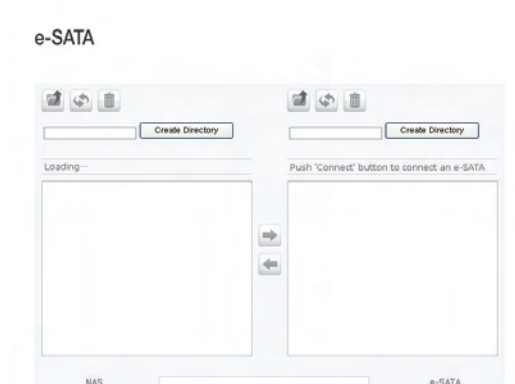 e-SATA
Create Directory Create Directory
Loading... Push 'Connect' button to connect an e-SATA
NAS e-SATA